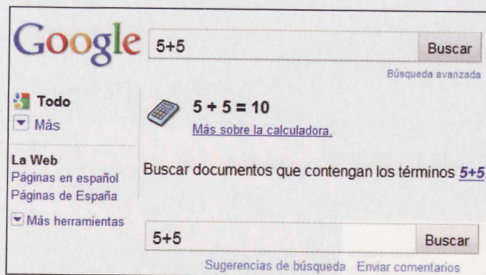 Google 5+5 Buscar
Búsqueda avanzada
Todo
Más
5 + 5 = 10
Más sobre la calculadora.
La Web
Páginas en español
Páginas de España
Más herramientas
Buscar documentos que contengan los términos 5+5
5+5 Buscar
Sugerencias de búsqueda Enviar comentarios